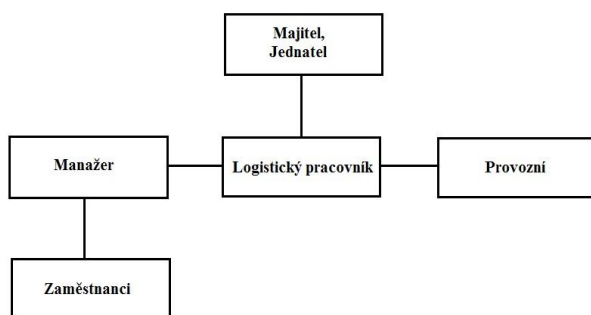 Majitel,
Jednatel
Manažer
Logistický pracovník
Provozní
Zaměstnanci